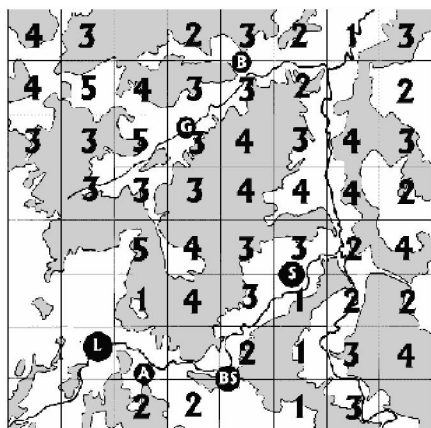 4 3 2 3 2 1 3
B
4 5 4 3 3 2 2
G
3 3 5 3 4 3 4 3
3 3 3 4 4 4 2
5 4 3 3 2 4
S
1 4 3 1 2 2
L
2 1 3 4
A BS
2 2 1 3